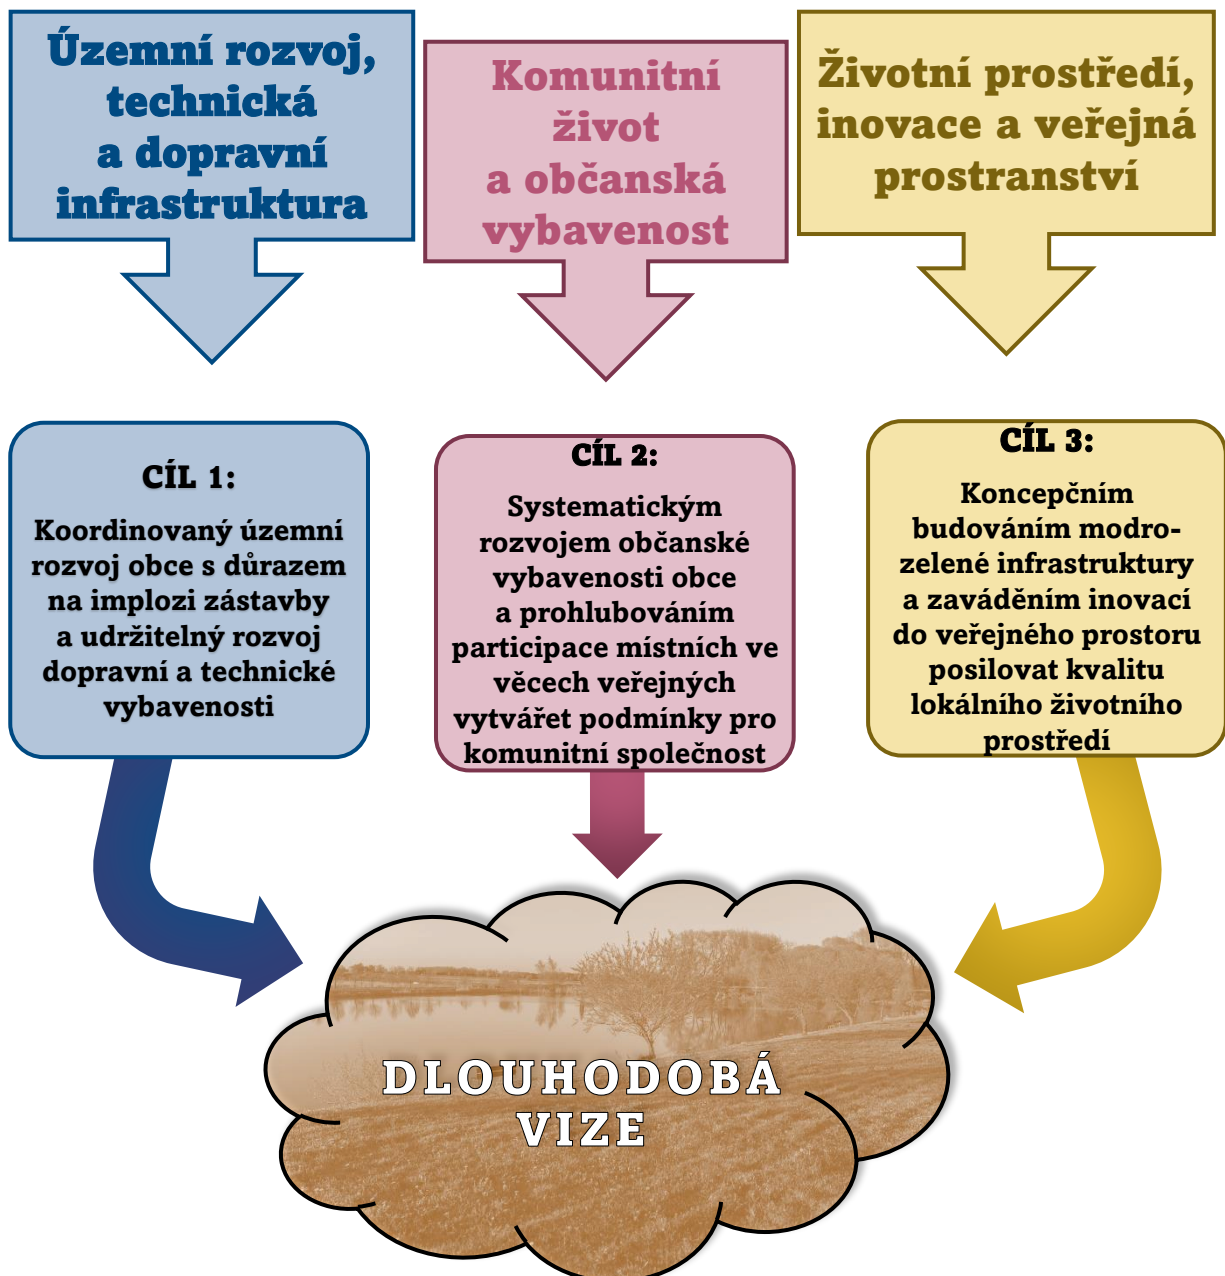 Územní rozvoj,
technická
a dopravní
infrastruktura
Komunitní
život
a občanská
vybavenost
Životní prostředí,
inovace a veřejná
prostranství
CÍL 1:
Koordinovaný územní
rozvoj obce s důrazem
na implozi zástavby
a udržitelný rozvoj
dopravní a technické
vybavenosti
CÍL 2:
Systematickým
rozvojem občanské
vybavenosti obce
a prohlubováním
participace místních ve
věcech veřejných
vytvářet podmínky pro
komunitní společnost
CÍL 3:
Koncepčním
budováním modro-
zelené infrastruktury
a zaváděním inovací
do veřejného prostoru
posilovat kvalitu
lokálního životního
prostředí
DLOUHODOBÁ
VIZE